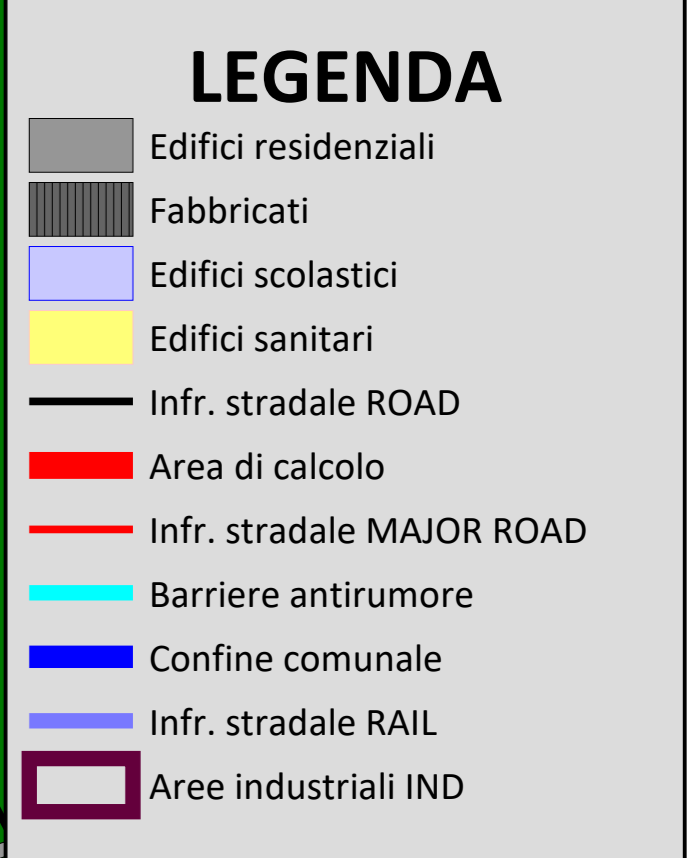 LEGENDA
Edifici residenziali
Fabbricati
Edifici scolastici
Edifici sanitari
Infr. stradale ROAD
Area di calcolo
Infr. stradale MAJOR ROAD
Barriere antirumore
Confine comunale
Infr. stradale RAIL
Aree industriali IND